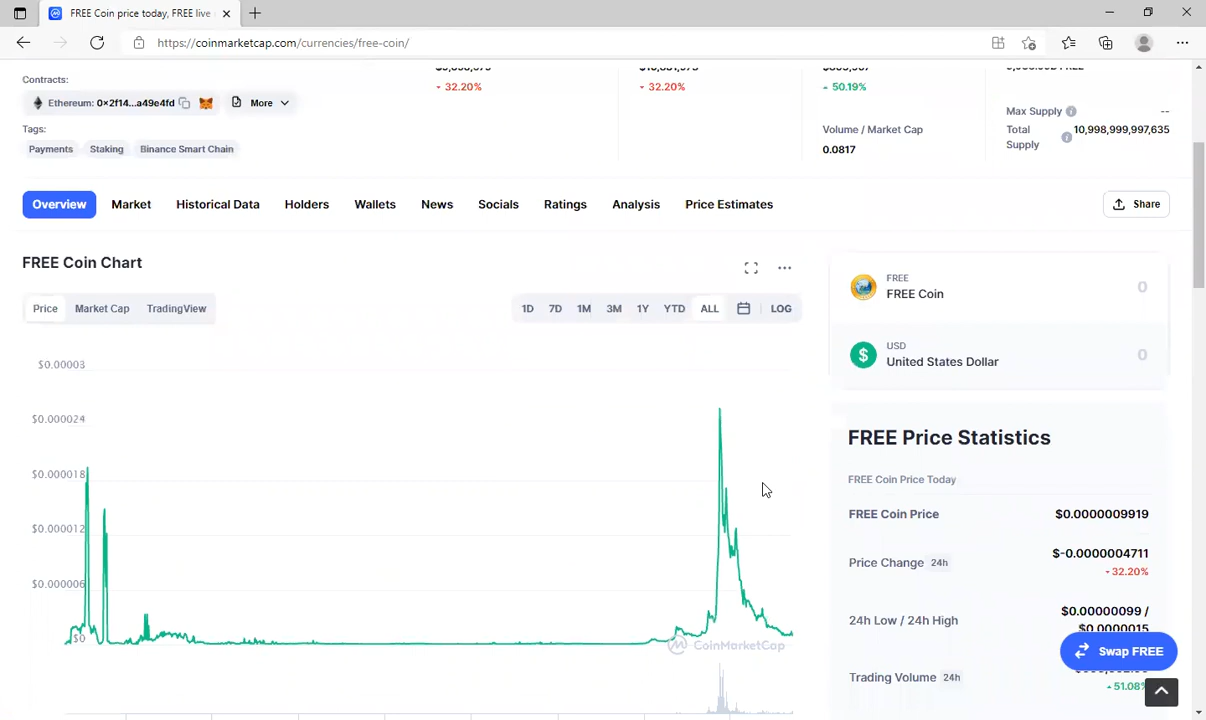 FREE Coin price today, FREE live
https://coinmarketcap.com/currencies/free-coin/
Contracts:
Ethereum: 0x2f14...a49e4fd
More
Tags:
Payments
Staking
Binance Smart Chain
32.20%
32.20%
50.19%
Volume / Market Cap
0.0817
Max Supply
--
Total Supply
10,998,999,997,635
Overview
Market
Historical Data
Holders
Wallets
News
Socials
Ratings
Analysis
Price Estimates
Share
FREE Coin Chart
Price
Market Cap
TradingView
1D
7D
1M
3M
1Y
YTD
ALL
LOG
$0.00003
$0.000024
$0.000018
$0.000012
$0.000006
$0
CoinMarketCap
FREE
FREE Coin
0
USD
United States Dollar
0
FREE Price Statistics
FREE Coin Price Today
FREE Coin Price
$0.0000009919
Price Change 24h
$-0.0000004711
32.20%
24h Low / 24h High
$0.00000099 /
$0.0000015
Swap FREE
Trading Volume 24h
51.08%